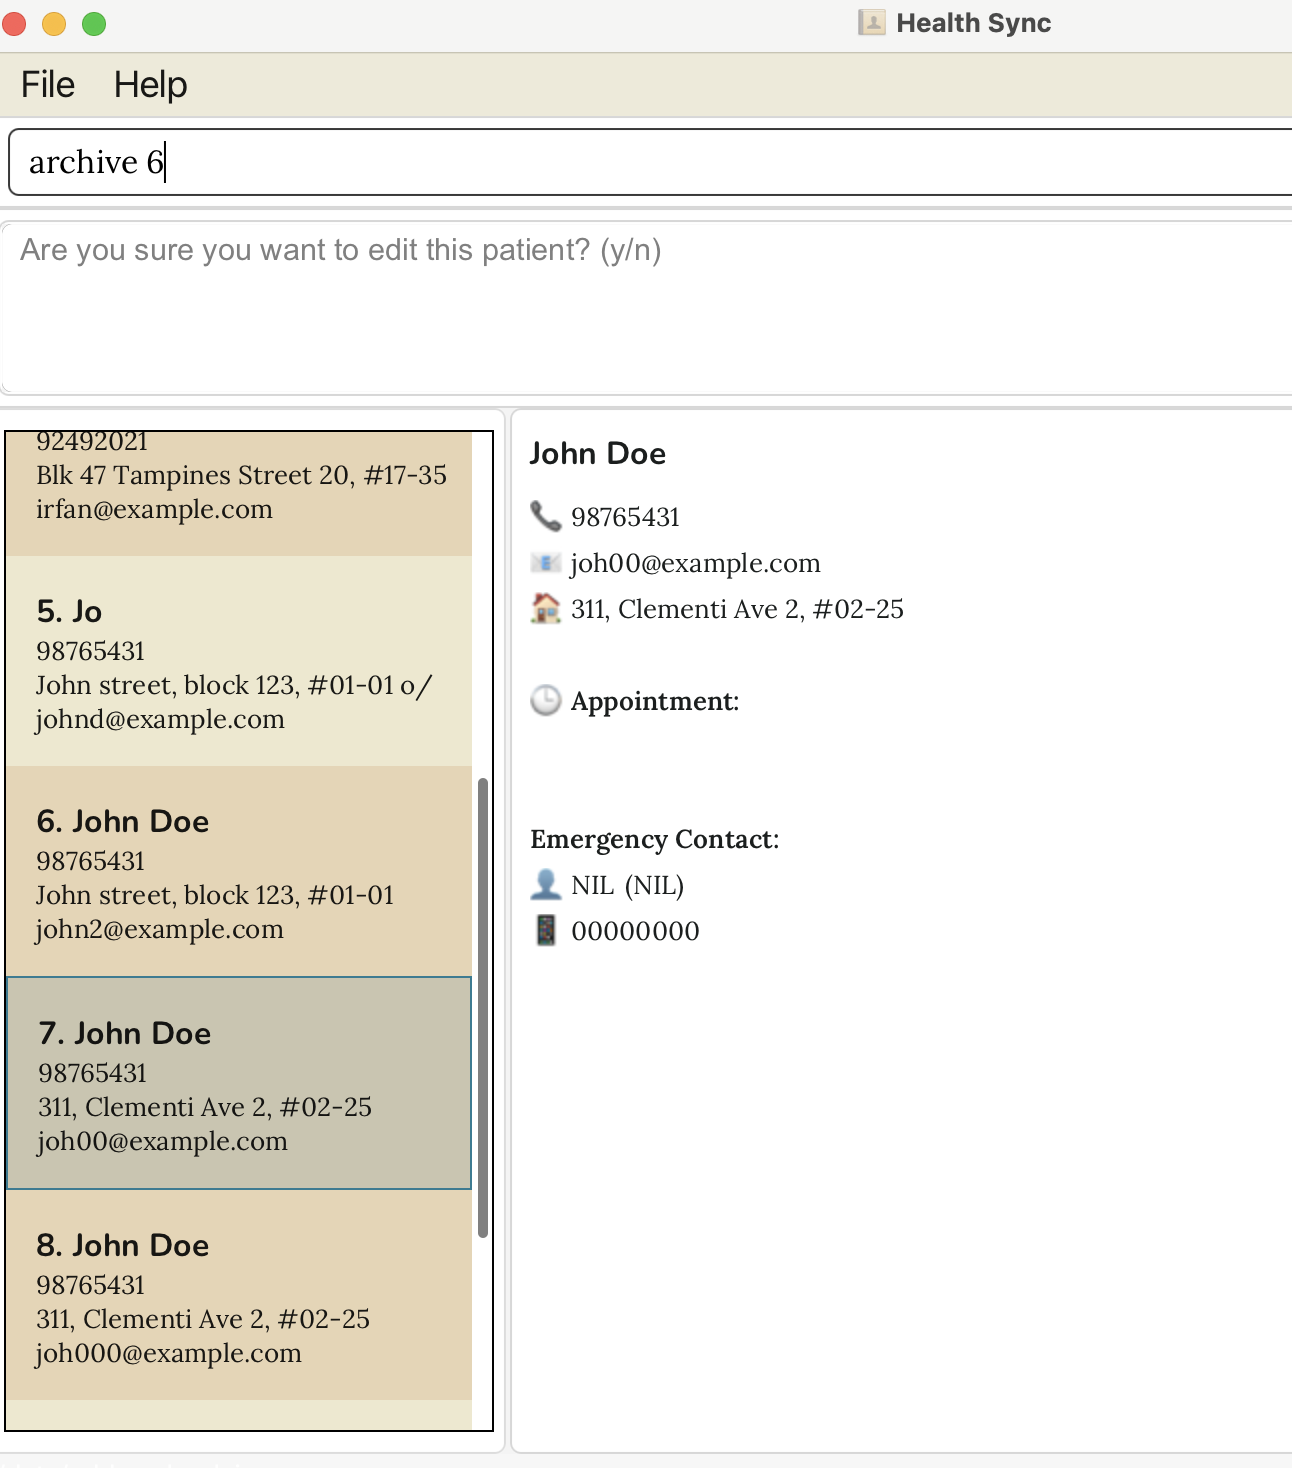 Health Sync
File Help
archive 6
Are you sure you want to edit this patient? (y/n)
92492021
Blk 47 Tampines Street 20, #17-35
irfan@example.com
5. Jo
98765431
John street, block 123, #01-01 o/
johnd@example.com
6. John Doe
98765431
John street, block 123, #01-01
john2@example.com
7. John Doe
98765431
311, Clementi Ave 2, #02-25
joh00@example.com
8. John Doe
98765431
311, Clementi Ave 2, #02-25
joh000@example.com
John Doe
98765431
joh00@example.com
311, Clementi Ave 2, #02-25
Appointment:
Emergency Contact:
NIL (NIL)
00000000